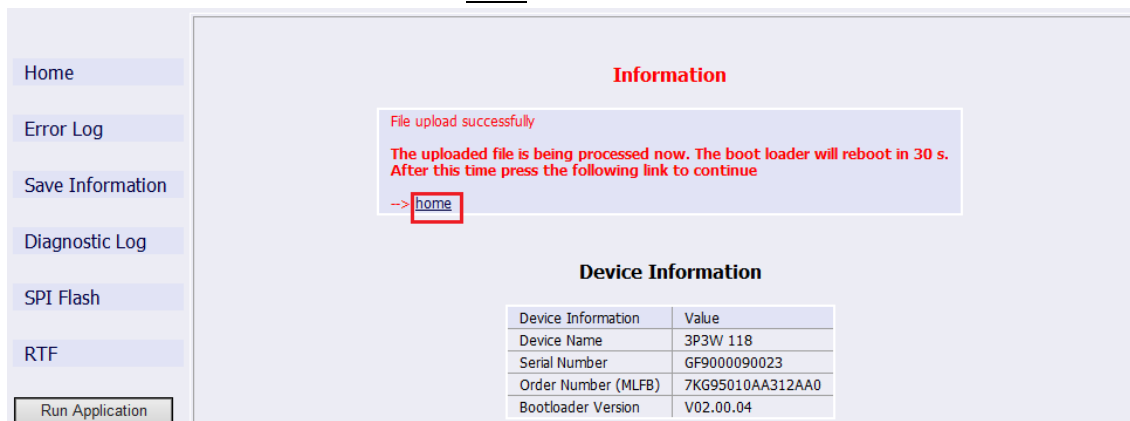 Home
Error Log
Save Information
Diagnostic Log
SPI Flash
RTF
Run Application
Information
File upload successfully
The uploaded file is being processed now. The boot loader will reboot in 30 s.
After this time press the following link to continue
--> home
Device Information
Device Information Value
Device Name 3P3W 118
Serial Number GF9000090023
Order Number (MLFB) 7KG95010AA312AA0
Bootloader Version V02.00.04